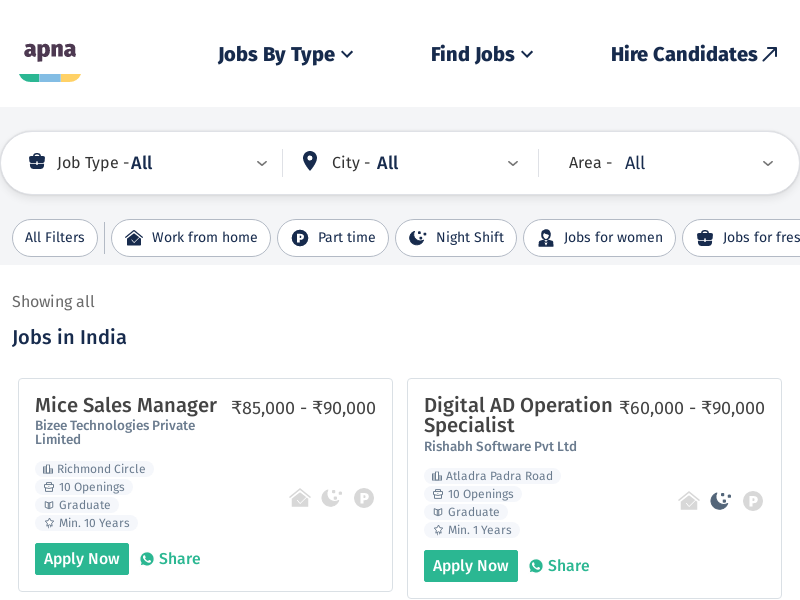 apna
Jobs By Type
Find Jobs
Hire Candidates
Job Type - All
City - All
Area - All
All Filters
Work from home
Part time
Night Shift
Jobs for women
Jobs for fres
Showing all
Jobs in India
Mice Sales Manager
₹85,000 - ₹90,000
Bizee Technologies Private
Limited
Richmond Circle
10 Openings
Graduate
Min. 10 Years
P
Apply Now
Share
Digital AD Operation
Specialist
₹60,000 - ₹90,000
Rishabh Software Pvt Ltd
Atladra Padra Road
10 Openings
Graduate
Min. 1 Years
P
Apply Now
Share